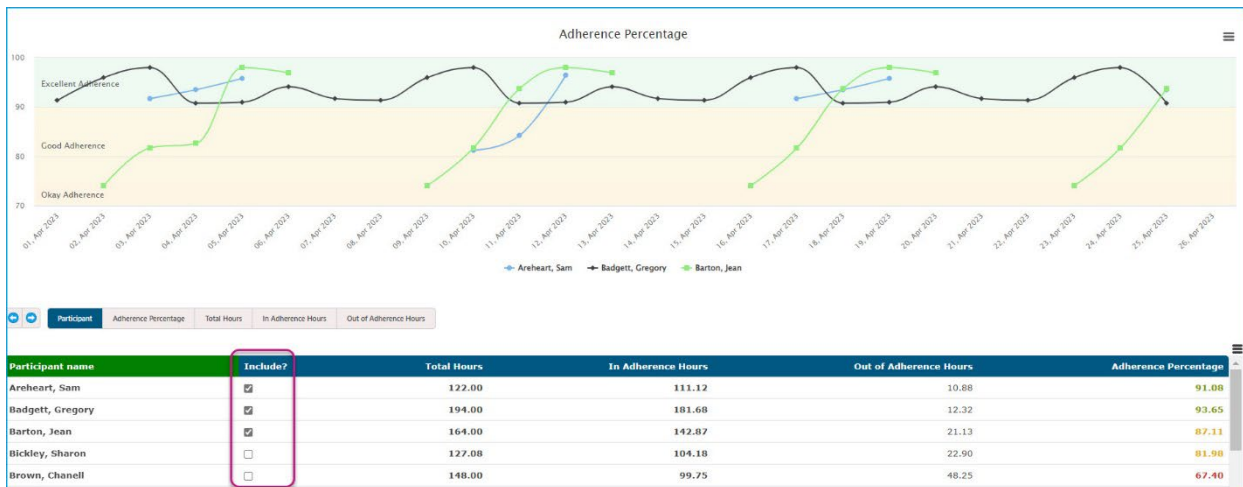 Adherence Percentage
100
Excellent Adherence
90
Good Adherence
80
Okay Adherence
70
01, Apr 2023 02, Apr 2023 03, Apr 2023 04, Apr 2023 05, Apr 2023 06, Apr 2023 07, Apr 2023 08, Apr 2023 09, Apr 2023 10, Apr 2023 11, Apr 2023 12, Apr 2023 13, Apr 2023 14, Apr 2023 15, Apr 2023 16, Apr 2023 17, Apr 2023 18, Apr 2023 19, Apr 2023 20, Apr 2023 21, Apr 2023 22, Apr 2023 23, Apr 2023 24, Apr 2023 25, Apr 2023 26, Apr 2023
Areheart, Sam Badgett, Gregory Barton, Jean
Participant Adherence Percentage Total Hours In Adherence Hours Out of Adherence Hours
Participant name Include? Total Hours In Adherence Hours Out of Adherence Hours Adherence Percentage
Areheart, Sam 122.00 111.12 10.88 91.08
Badgett, Gregory 194.00 181.68 12.32 93.65
Barton, Jean 164.00 142.87 21.13 87.11
Bickley, Sharon 127.08 104.18 22.90 81.98
Brown, Chanell 148.00 99.75 48.25 67.40